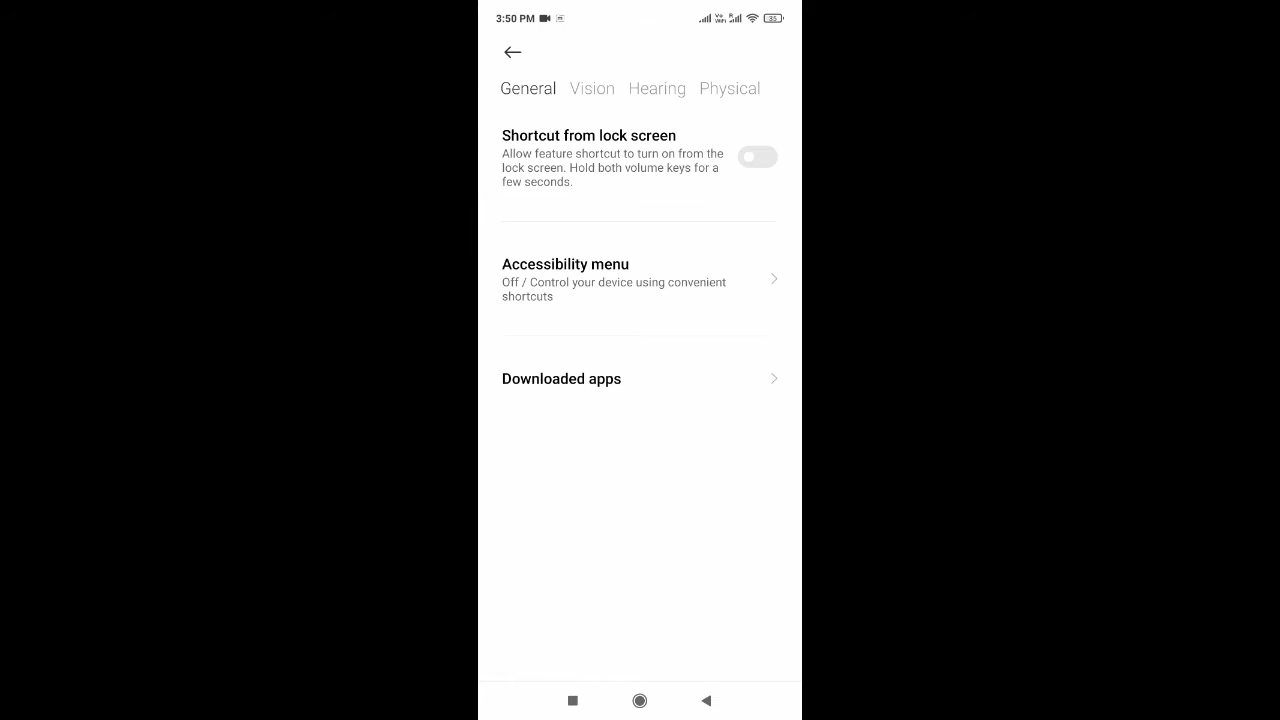 3:50 PM
35
General Vision Hearing Physical
Shortcut from lock screen
Allow feature shortcut to turn on from the
lock screen. Hold both volume keys for a
few seconds.
Accessibility menu
Off / Control your device using convenient
shortcuts
Downloaded apps